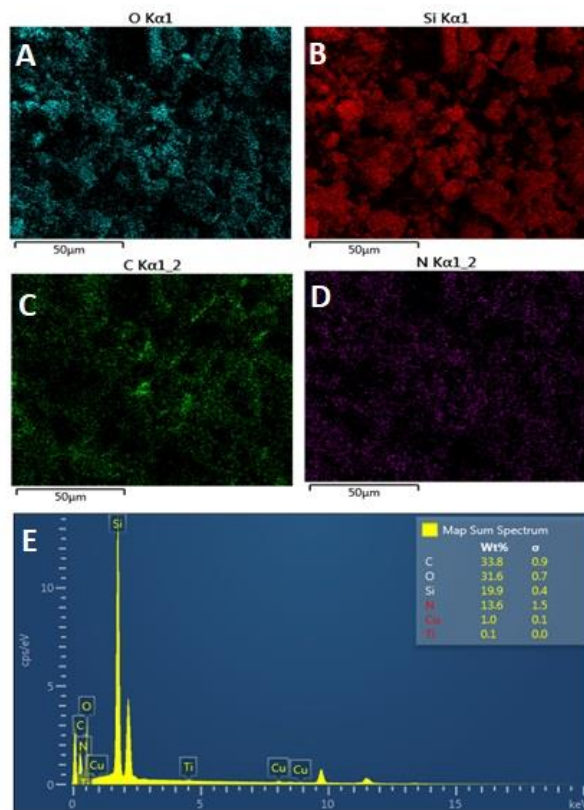 O Kα1
Si Kα1
A
B
50µm
50µm
C Kα1_2
N Kα1_2
C
D
50µm
50µm
E
Si
Map Sum Spectrum
Wt% σ
C 33.8 0.9
O 31.6 0.7
Si 19.9 0.4
N 13.6 1.5
Cu 1.0 0.1
Ti 0.1 0.0
cps/eV
10
5
O
C
N
Cu
Ti
Cu
Cu
0
0
5
10
15